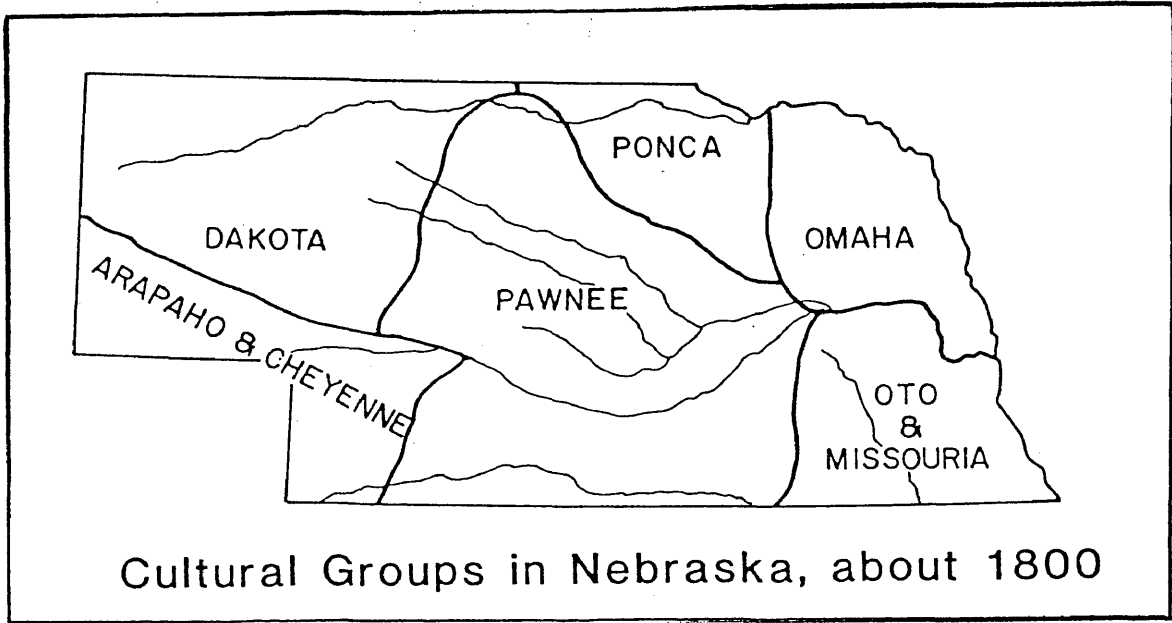 PONCA
DAKOTA
OMAHA
ARAPAHO & CHEYENNE
PAWNEE
OTO
&
MISSOURIA
Cultural Groups in Nebraska, about 1800